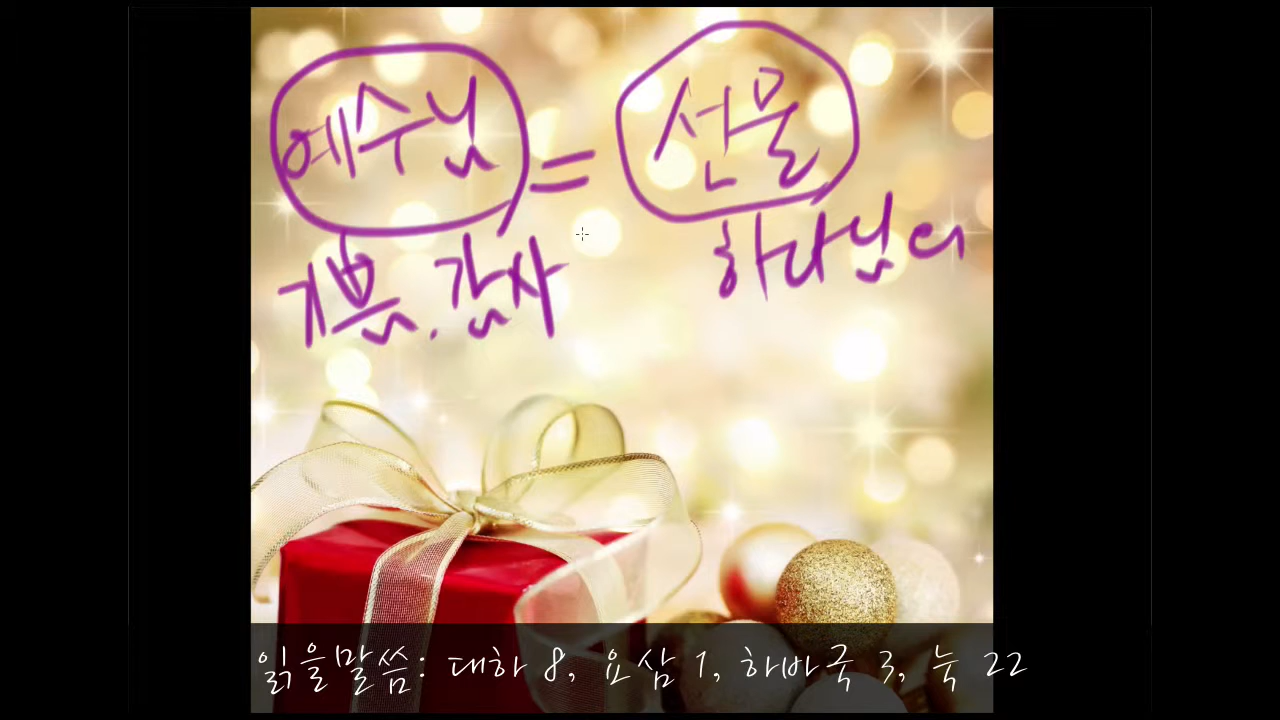 예수님 = 선물
하나님의
기쁨. 감사
읽을말씀: 대하 8, 요삼 1, 하바국 3, 눅 22